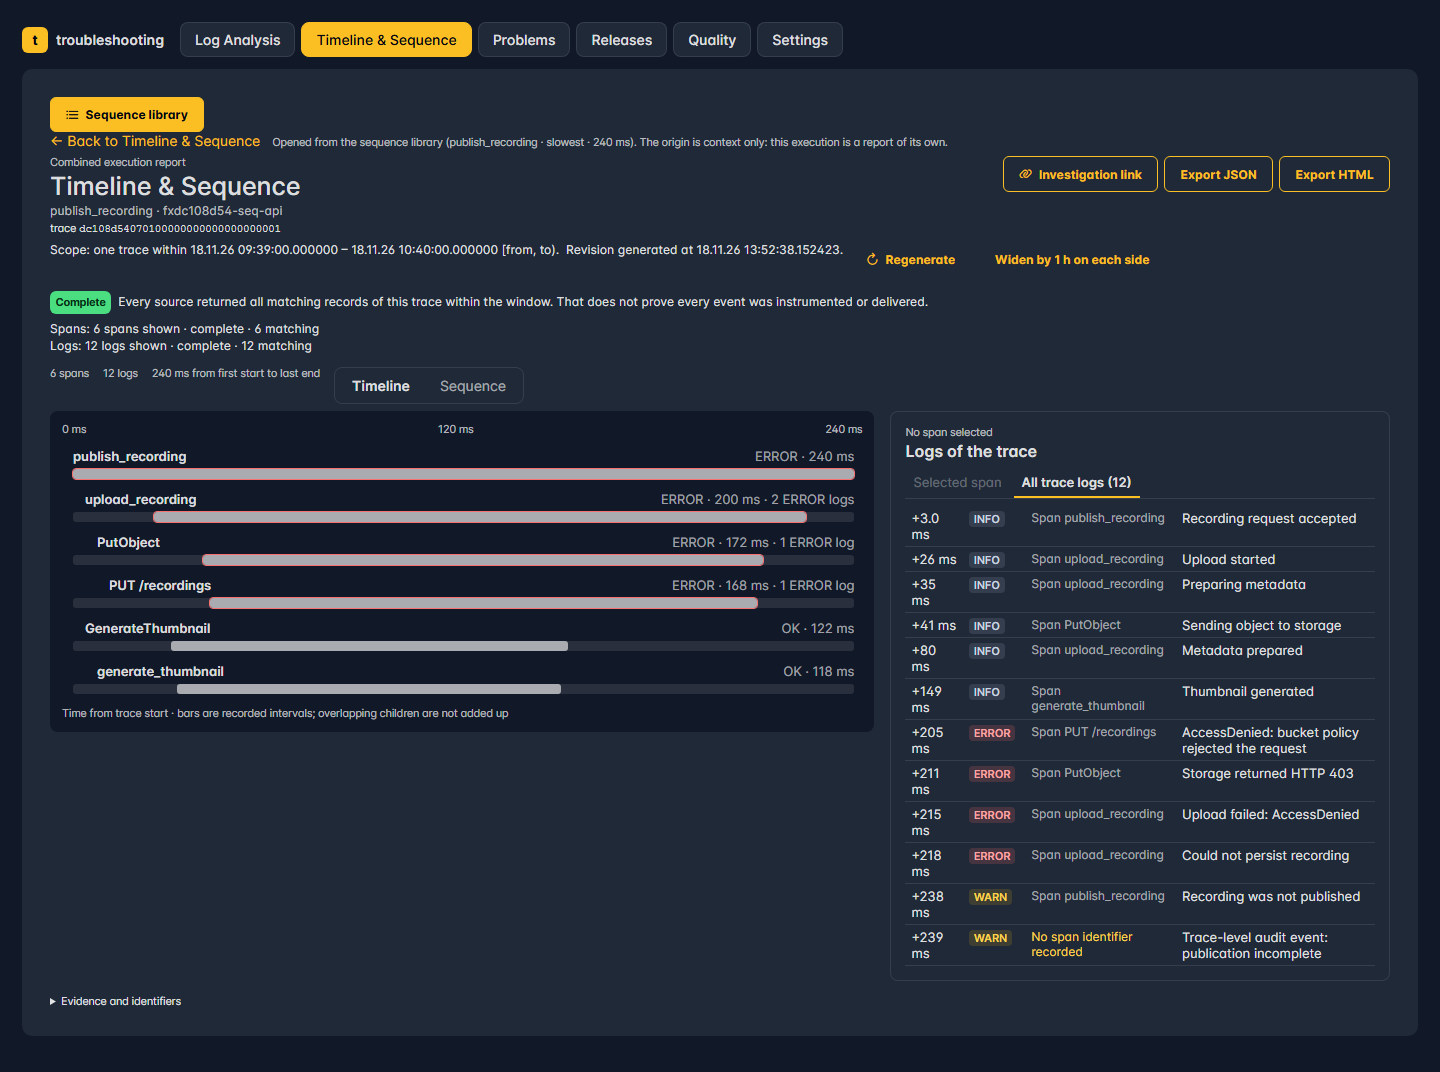 t troubleshooting Log Analysis Timeline & Sequence Problems Releases Quality Settings
Sequence library
← Back to Timeline & Sequence Opened from the sequence library (publish_recording · slowest · 240 ms). The origin is context only: this execution is a report of its own.
Combined execution report
Timeline & Sequence
Investigation link Export JSON Export HTML
publish_recording · fxdc108d54-seq-api
trace dc108d54070100000000000000000001
Scope: one trace within 18.11.26 09:39:00.000000 – 18.11.26 10:40:00.000000 [from, to). Revision generated at 18.11.26 13:52:38.152423.
Regenerate Widen by 1 h on each side
Complete Every source returned all matching records of this trace within the window. That does not prove every event was instrumented or delivered.
Spans: 6 spans shown · complete · 6 matching
Logs: 12 logs shown · complete · 12 matching
6 spans 12 logs 240 ms from first start to last end
Timeline Sequence
0 ms 120 ms 240 ms
publish_recording ERROR · 240 ms
upload_recording ERROR · 200 ms · 2 ERROR logs
PutObject ERROR · 172 ms · 1 ERROR log
PUT /recordings ERROR · 168 ms · 1 ERROR log
GenerateThumbnail OK · 122 ms
generate_thumbnail OK · 118 ms
Time from trace start · bars are recorded intervals; overlapping children are not added up
No span selected
Logs of the trace
Selected span All trace logs (12)
+3.0 INFO Span publish_recording Recording request accepted
ms
+26 ms INFO Span upload_recording Upload started
+35 INFO Span upload_recording Preparing metadata
ms
+41 ms INFO Span PutObject Sending object to storage
+80 INFO Span upload_recording Metadata prepared
ms
+149 INFO Span Thumbnail generated
ms generate_thumbnail
+205 ERROR Span PUT /recordings AccessDenied: bucket policy
ms rejected the request
+211 ERROR Span PutObject Storage returned HTTP 403
ms
+215 ERROR Span upload_recording Upload failed: AccessDenied
ms
+218 ERROR Span upload_recording Could not persist recording
ms
+238 WARN Span publish_recording Recording was not published
ms
+239 WARN No span identifier Trace-level audit event:
ms recorded publication incomplete
▶ Evidence and identifiers